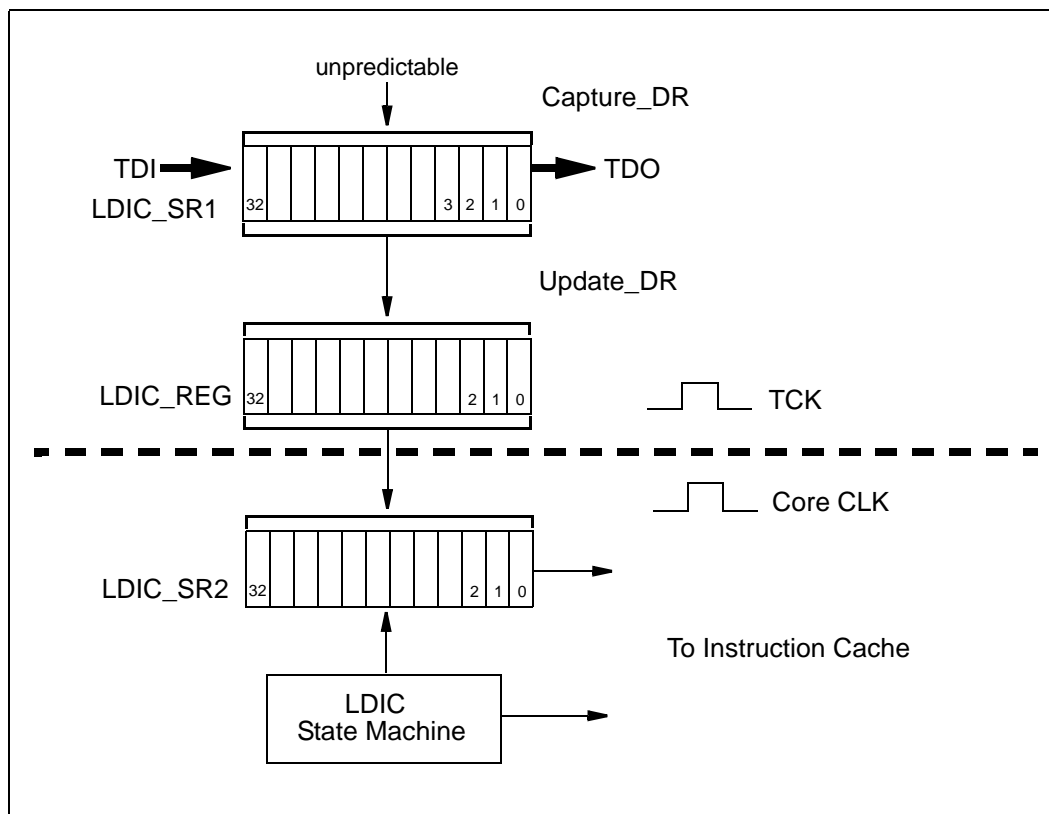 unpredictable
Capture_DR
TDI
TDO
LDIC_SR1
32 3 2 1 0
Update_DR
LDIC_REG
32 2 1 0
TCK
Core CLK
LDIC_SR2
32 2 1 0
To Instruction Cache
LDIC
State Machine